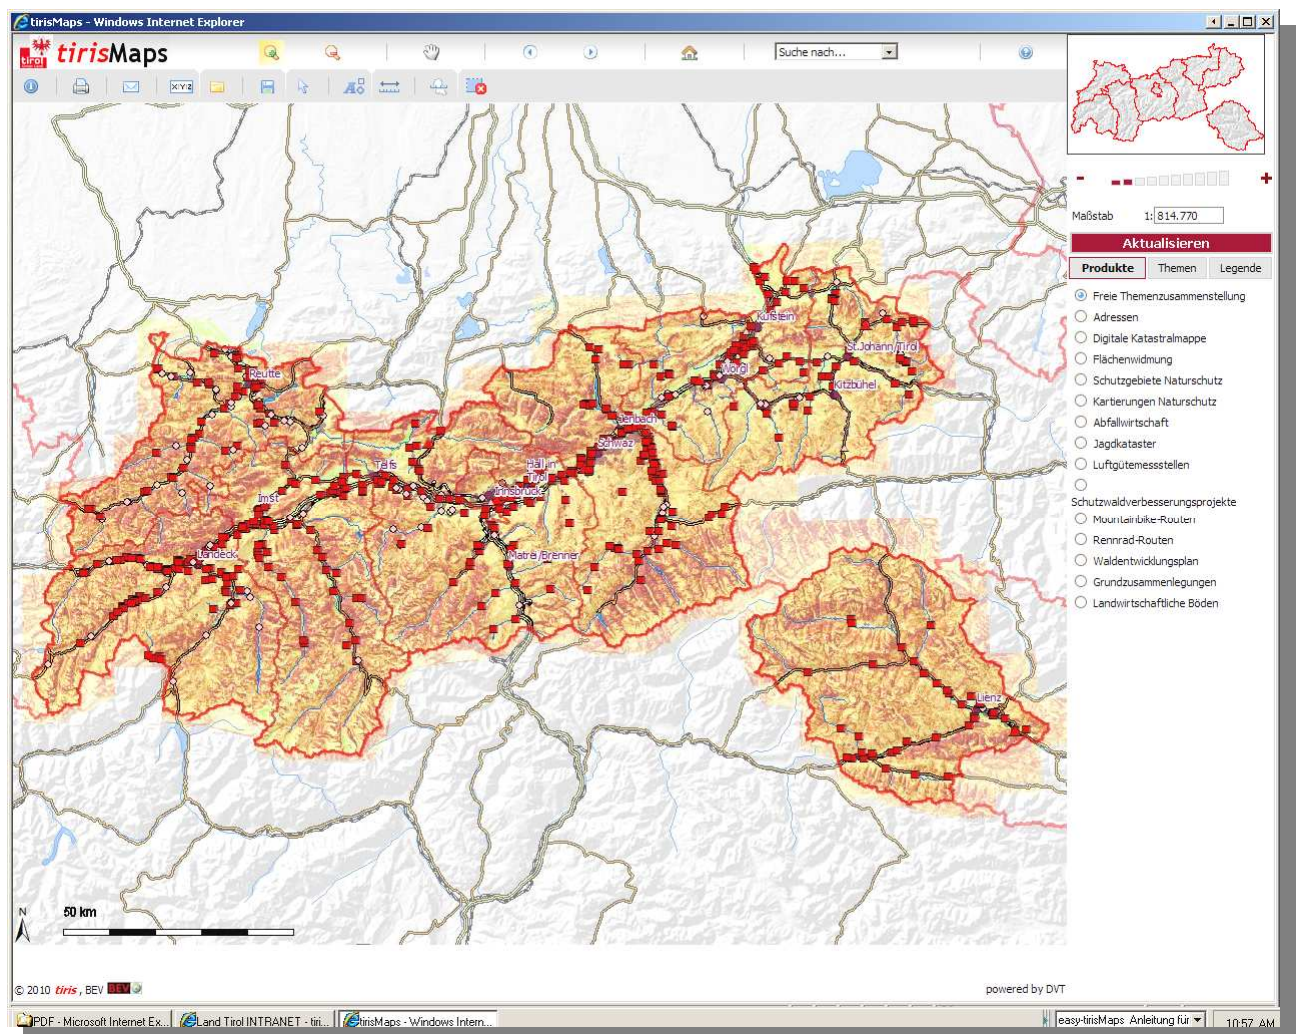 tirisMaps - Windows Internet Explorer
tirol
tirisMaps
Suche nach...
X|Y|Z
A
Maßstab 1: 814.770
Aktualisieren
Produkte Themen Legende
Freie Themenzusammenstellung
Adressen
Digitale Katastralmappe
Flächenwidmung
Schutzgebiete Naturschutz
Kartierungen Naturschutz
Abfallwirtschaft
Jagdkataster
Luftgütemessstellen
Schutzwaldverbesserungsprojekte
Mountainbike-Routen
Rennrad-Routen
Waldentwicklungsplan
Grundzusammenlegungen
Landwirtschaftliche Böden
Kufstein
St.Johann/Tirol
Wörgl
Reutte
Kitzbühel
Jenbach
Schwaz
Telfs
Hall in
Tirol
Innsbruck
Imst
Landeck
Matrei/Brenner
Lienz
N
50 km
© 2010 tiris , BEV BEV
powered by DVT
PDF - Microsoft Internet Ex...
Land Tirol INTRANET - tiri...
tirisMaps - Windows Intern...
easy-tirisMaps Anleitung für
10:57 AM